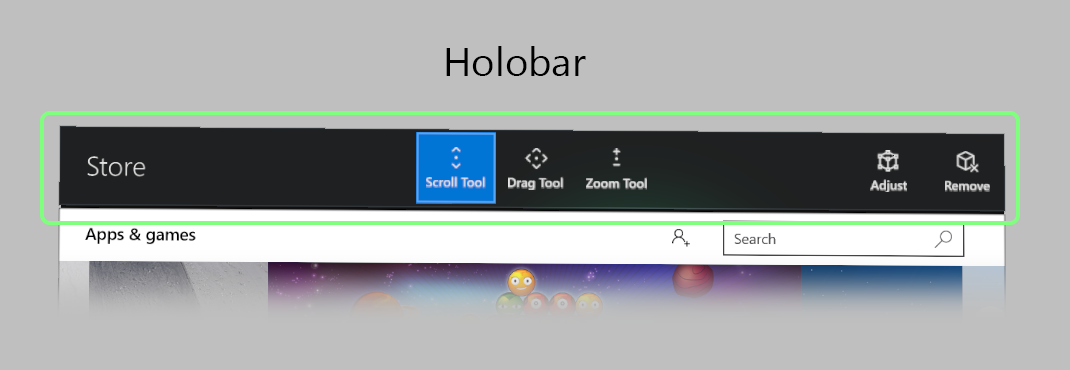 Holobar
Store
Scroll Tool
Drag Tool
Zoom Tool
Adjust
Remove
Apps & games
Search